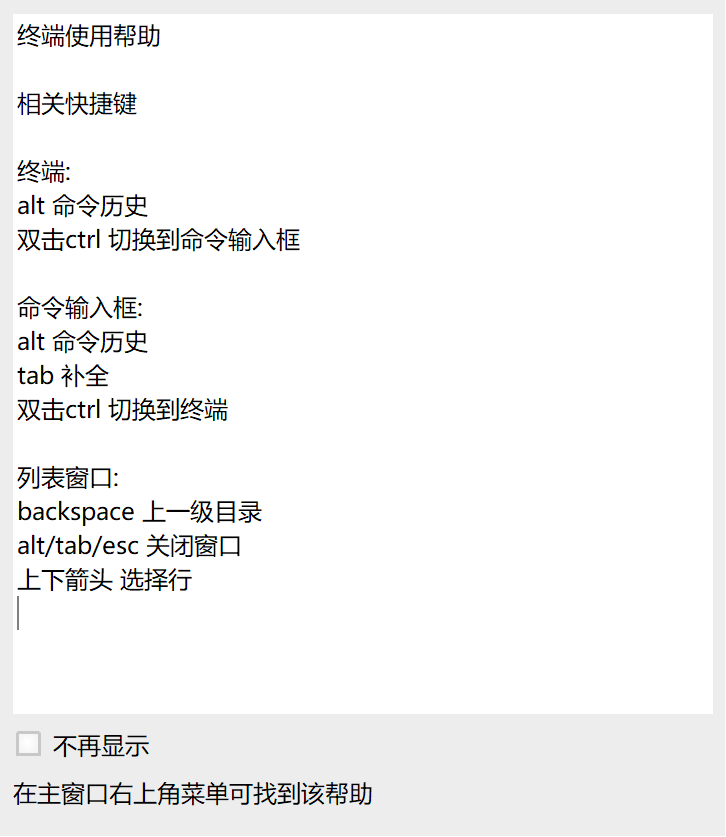 终端使用帮助
相关快捷键
终端:
alt 命令历史
双击ctrl 切换到命令输入框
命令输入框:
alt 命令历史
tab 补全
双击ctrl 切换到终端
列表窗口:
backspace 上一级目录
alt/tab/esc 关闭窗口
上下箭头 选择行
不再显示
在主窗口右上角菜单可找到该帮助